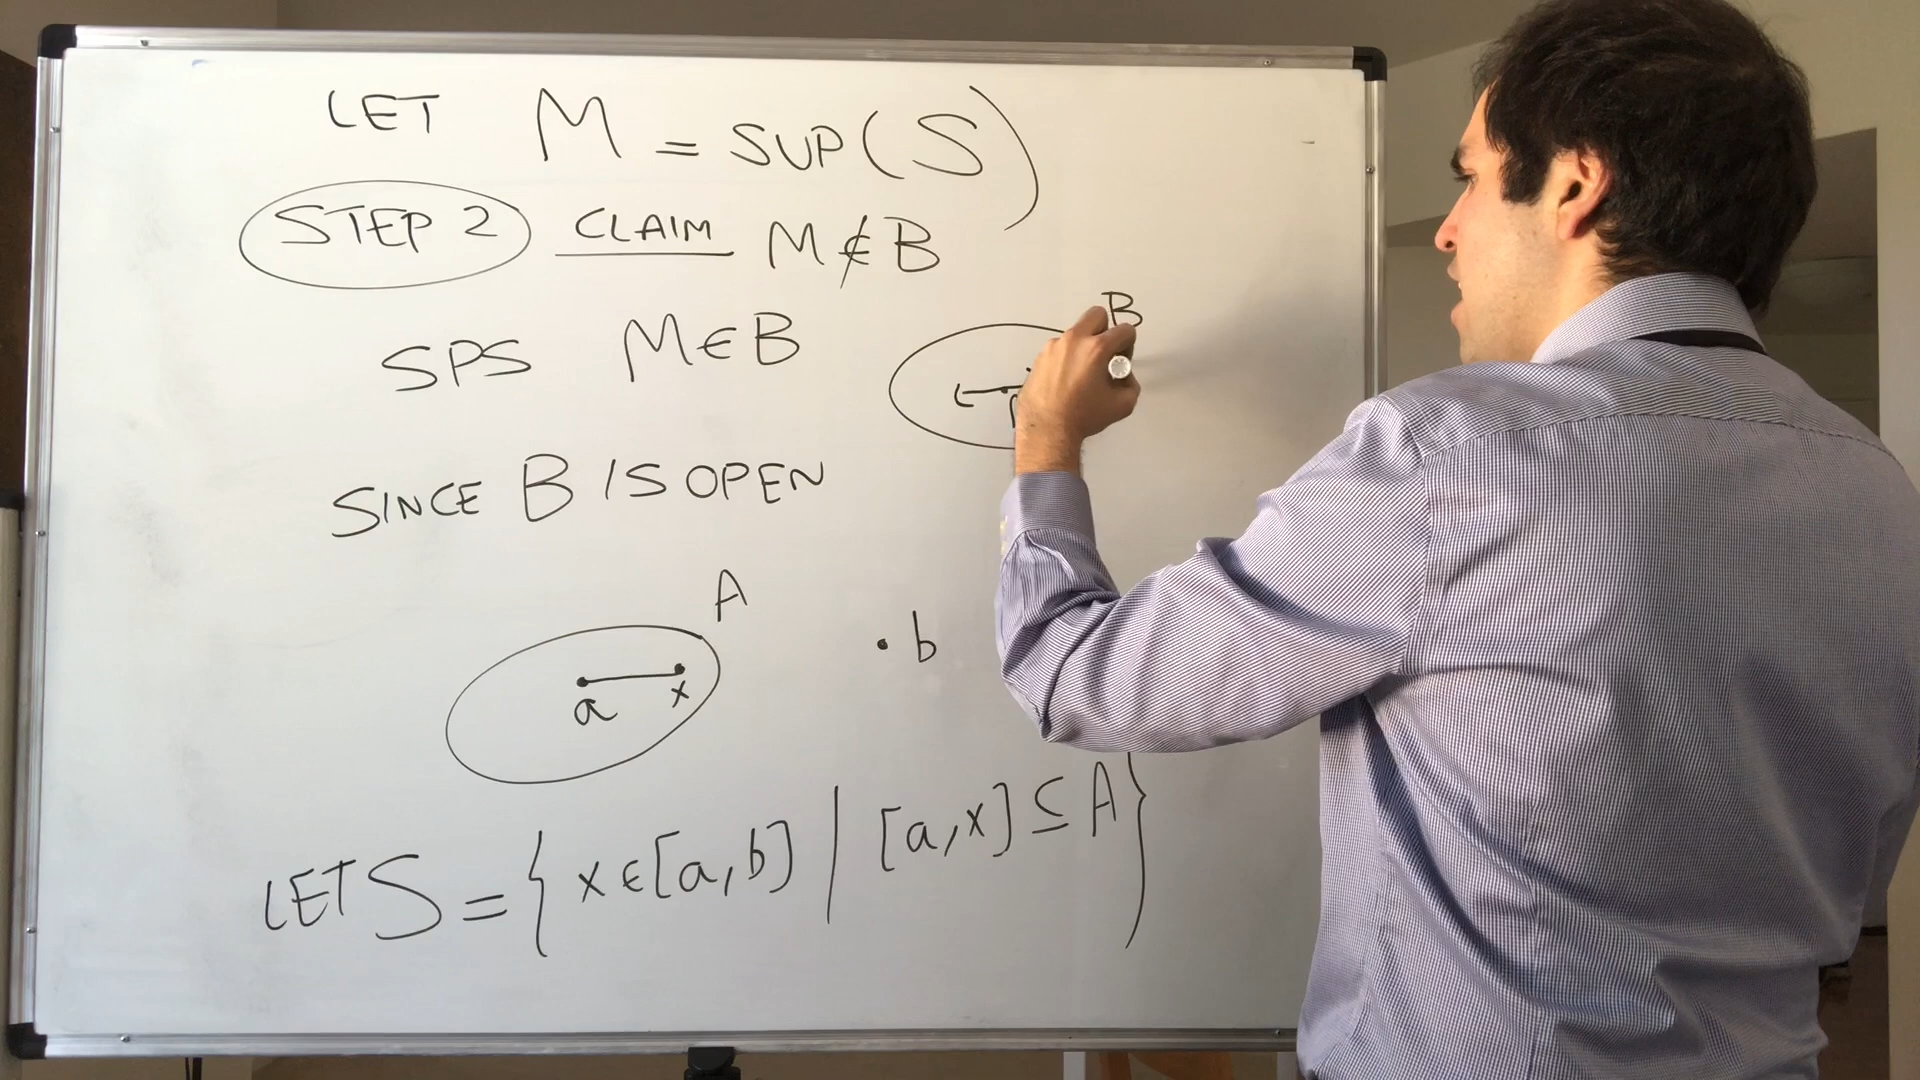 LET M = SUP(S)
STEP 2 CLAIM M ∉ B
SPS M ∈ B
B
SINCE B IS OPEN
A
a x
• b
LET S = { x ∈ [a, b] | [a, x] ⊆ A }